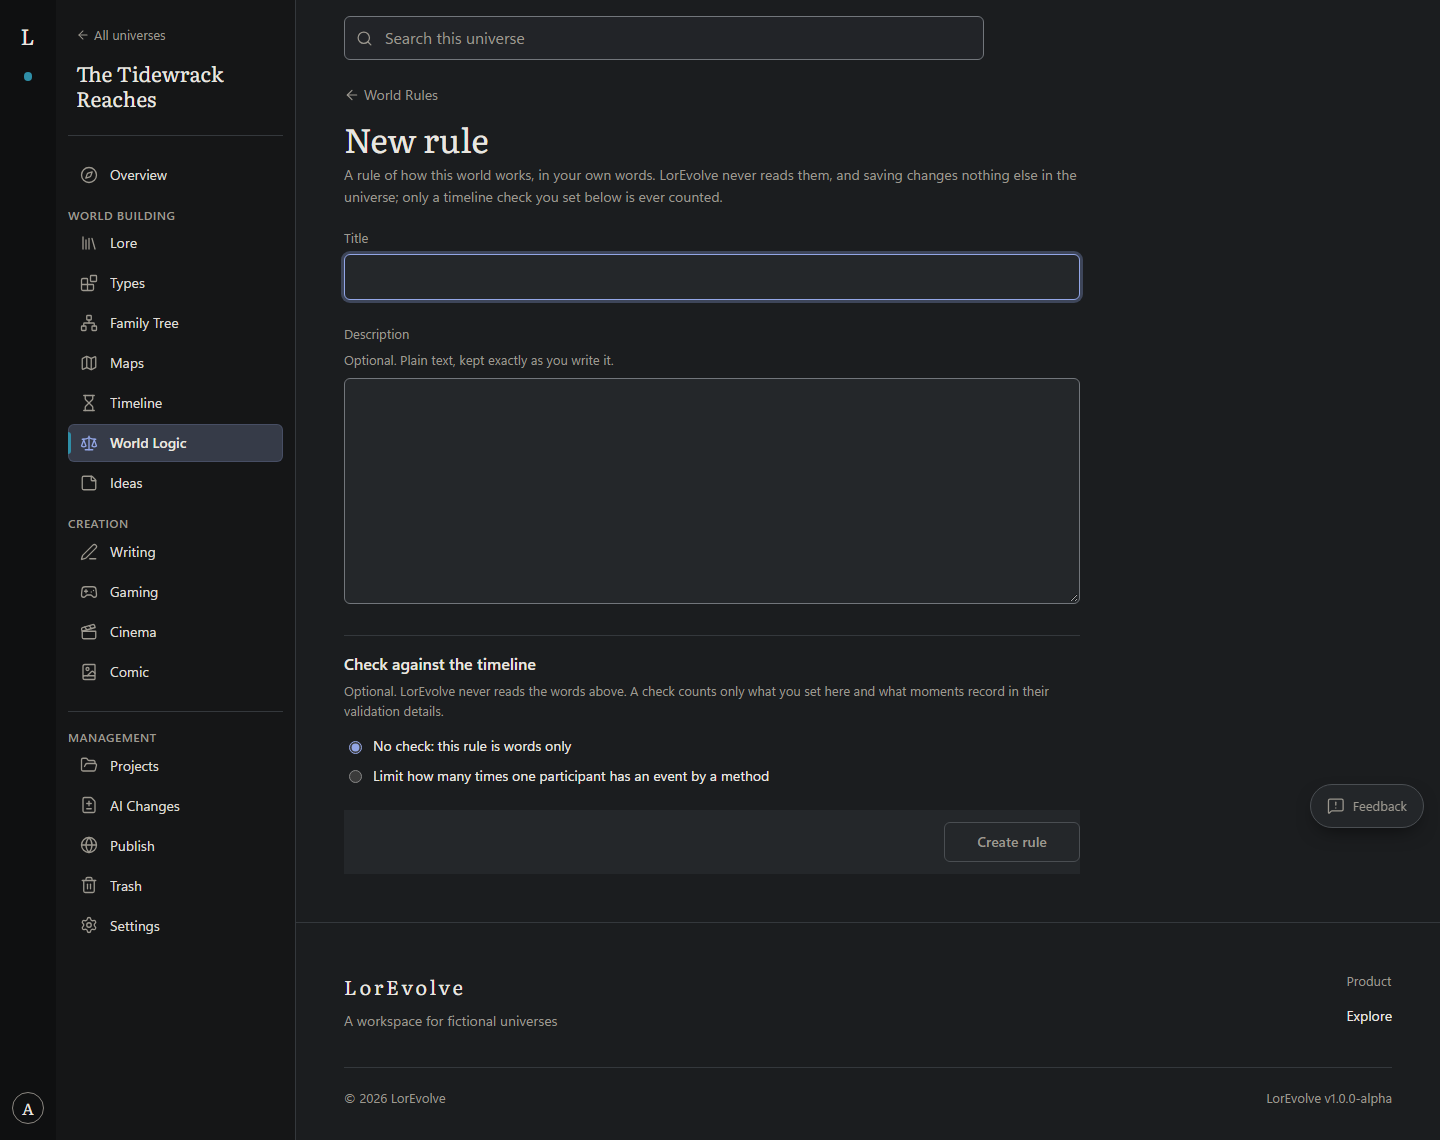 L
All universes
The Tidewrack
Reaches
Overview
WORLD BUILDING
Lore
Types
Family Tree
Maps
Timeline
World Logic
Ideas
CREATION
Writing
Gaming
Cinema
Comic
MANAGEMENT
Projects
AI Changes
Publish
Trash
Settings
A
Search this universe
World Rules
New rule
A rule of how this world works, in your own words. LorEvolve never reads them, and saving changes nothing else in the
universe; only a timeline check you set below is ever counted.
Title
Description
Optional. Plain text, kept exactly as you write it.
Check against the timeline
Optional. LorEvolve never reads the words above. A check counts only what you set here and what moments record in their
validation details.
No check: this rule is words only
Limit how many times one participant has an event by a method
Create rule
Feedback
LorEvolve
A workspace for fictional universes
Product
Explore
© 2026 LorEvolve
LorEvolve v1.0.0-alpha